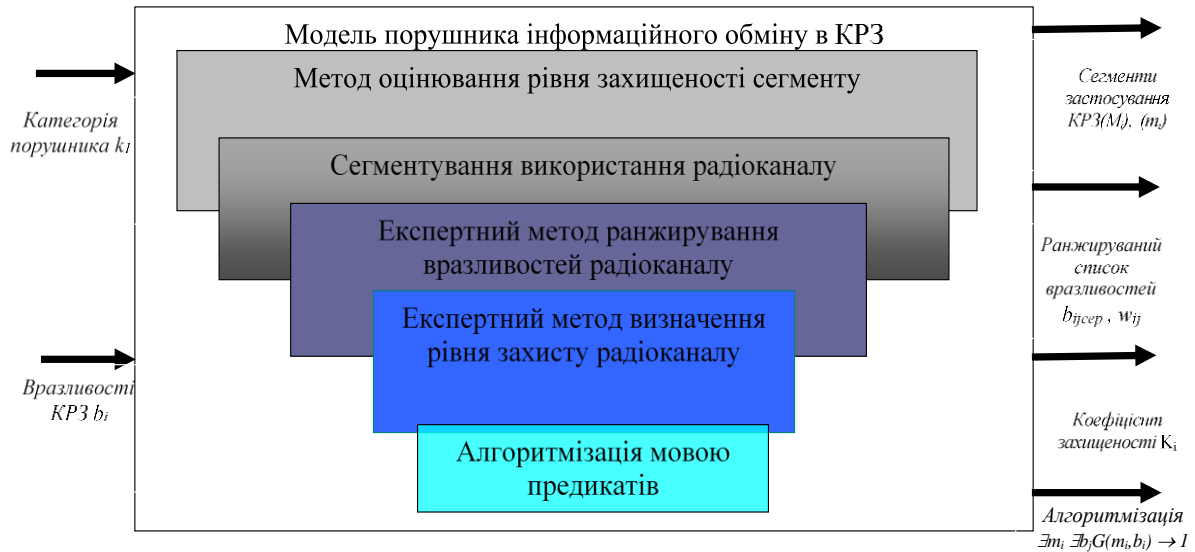 Модель порушника інформаційного обміну в КРЗ
Метод оцінювання рівня захищеності сегменту
Сегментування використання радіоканалу
Експертний метод ранжирування
вразливостей радіоканалу
Експертний метод визначення
рівня захисту радіоканалу
Алгоритмізація мовою
предикатів
Категорія
порушника k₁
Вразливості
КРЗ bᵢ
Сегменти
застосування
КРЗ(Mᵢ), (mᵢ)
Ранжируваний
список
вразливостей
bᵢⱼсер , wᵢⱼ
Коефіцієнт
захищеності Kᵢ
Алгоритмізація
∃mᵢ ∃bⱼG(mᵢ,bᵢ) → 1